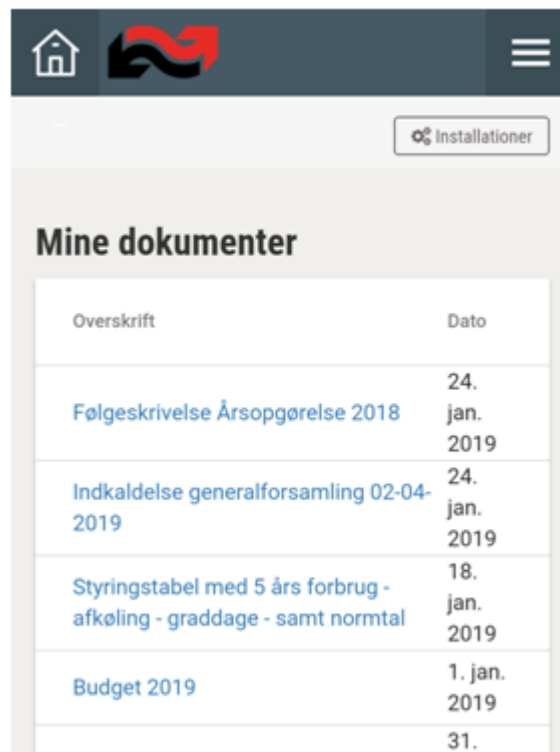 Installationer
Mine dokumenter
Overskrift Dato
Følgeskrivelse Årsopgørelse 2018 24. jan. 2019
Indkaldelse generalforsamling 02-04-
2019 24. jan. 2019
Styringstabel med 5 års forbrug -
afkøling - graddage - samt normtal 18. jan. 2019
Budget 2019 1. jan. 2019
31.